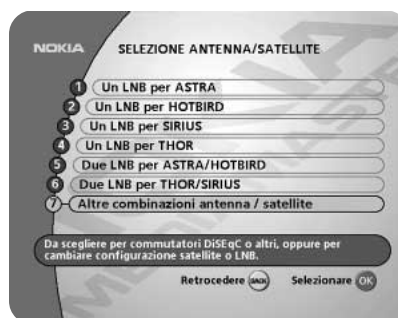 NOKIA
SELEZIONE ANTENNA/SATELLITE
1 Un LNB per ASTRA
2 Un LNB per HOTBIRD
3 Un LNB per SIRIUS
4 Un LNB per THOR
5 Due LNB per ASTRA/HOTBIRD
6 Due LNB per THOR/SIRIUS
7 Altre combinazioni antenna / satellite
Da scegliere per commutatori DiSEqC o altri, oppure per
cambiare configurazione satellite o LNB.
Retrocedere BACK Selezionare OK
MEDIAMASTER